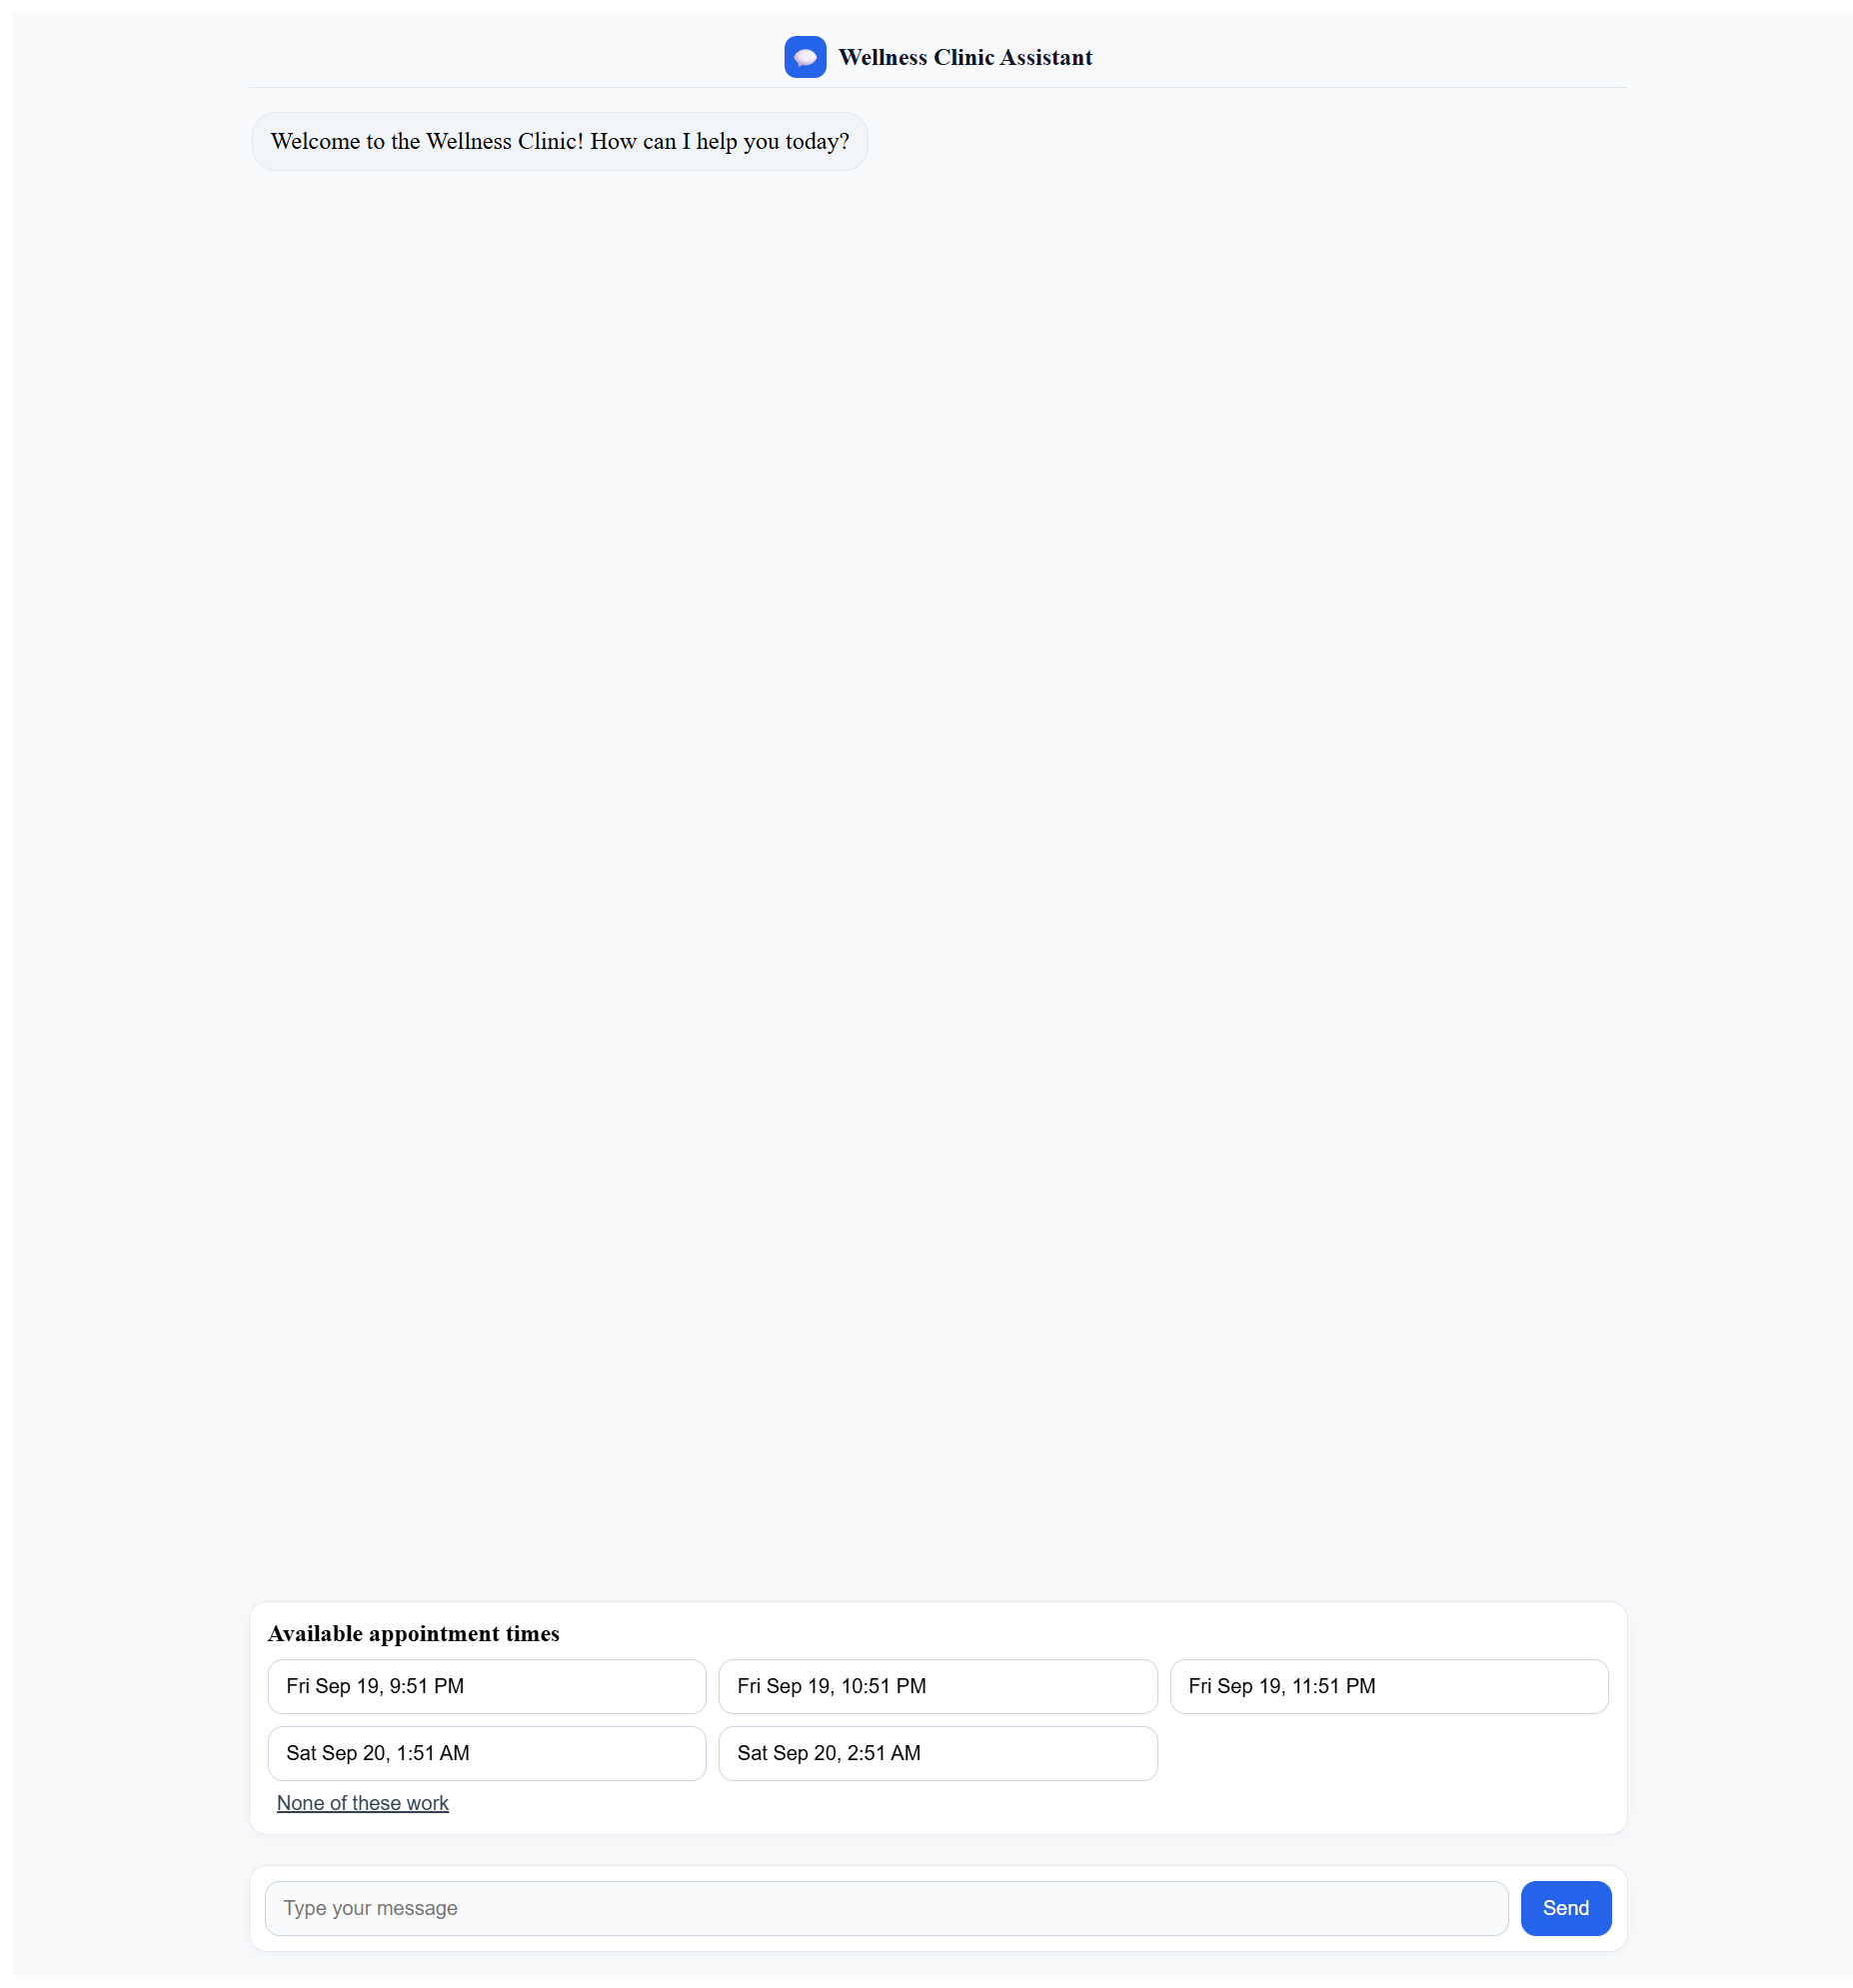 Wellness Clinic Assistant
Welcome to the Wellness Clinic! How can I help you today?
Available appointment times
Fri Sep 19, 9:51 PM
Fri Sep 19, 10:51 PM
Fri Sep 19, 11:51 PM
Sat Sep 20, 1:51 AM
Sat Sep 20, 2:51 AM
None of these work
Type your message
Send